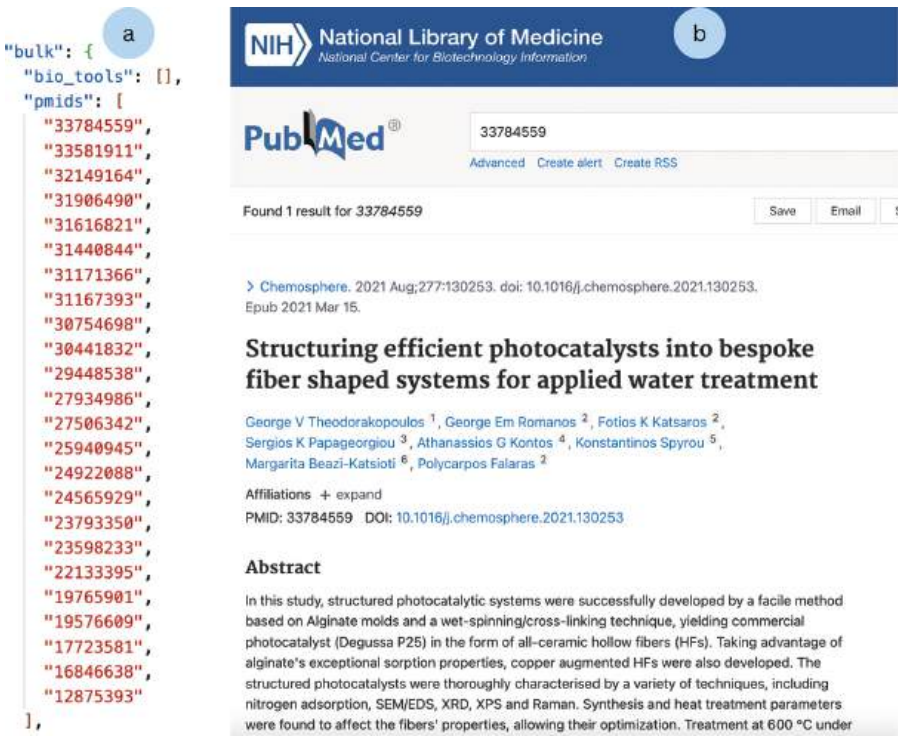 a
"bulk": {
"bio_tools": [],
"pmids": [
"33784559",
"33581911",
"32149164",
"31906490",
"31616821",
"31440844",
"31171366",
"31167393",
"30754698",
"30441832",
"29448538",
"27934986",
"27506342",
"25940945",
"24922088",
"24565929",
"23793350",
"23598233",
"22133395",
"19765901",
"19576609",
"17723581",
"16846638",
"12875393"
],
b
NIH National Library of Medicine
National Center for Biotechnology Information
PubMed®
33784559
Advanced Create alert Create RSS
Found 1 result for 33784559
Save Email
> Chemosphere. 2021 Aug;277:130253. doi: 10.1016/j.chemosphere.2021.130253.
Epub 2021 Mar 15.
Structuring efficient photocatalysts into bespoke
fiber shaped systems for applied water treatment
George V Theodorakopoulos 1, George Em Romanos 2, Fotios K Katsaros 2,
Sergios K Papageorgiou 3, Athanassios G Kontos 4, Konstantinos Spyrou 5,
Margarita Beazi-Katsioti 6, Polycarpos Falaras 2
Affiliations + expand
PMID: 33784559 DOI: 10.1016/j.chemosphere.2021.130253
Abstract
In this study, structured photocatalytic systems were successfully developed by a facile method
based on Alginate molds and a wet-spinning/cross-linking technique, yielding commercial
photocatalyst (Degussa P25) in the form of all-ceramic hollow fibers (HFs). Taking advantage of
alginate's exceptional sorption properties, copper augmented HFs were also developed. The
structured photocatalysts were thoroughly characterised by a variety of techniques, including
nitrogen adsorption, SEM/EDS, XRD, XPS and Raman. Synthesis and heat treatment parameters
were found to affect the fibers' properties, allowing their optimization. Treatment at 600 °C under